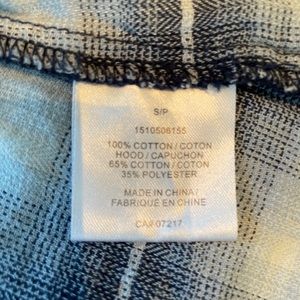 S/P
1510506155
100% COTTON / COTON
HOOD / CAPUCHON
65% COTTON / COTON
35% POLYESTER
MADE IN CHINA
FABRIQUÉ EN CHINE
CA# 07217